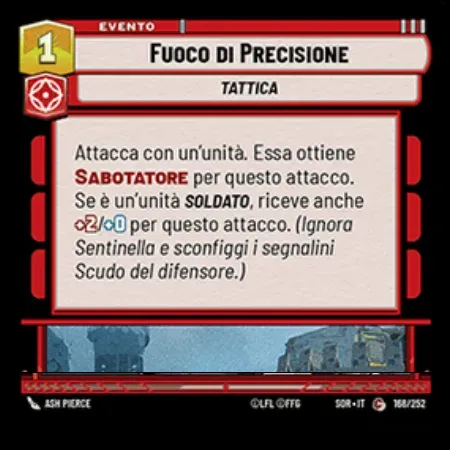 EVENTO
1
FUOCO DI PRECISIONE
TATTICA
Attacca con un'unità. Essa ottiene
SABOTATORE per questo attacco.
Se è un'unità SOLDATO, riceve anche
+2/+0 per questo attacco. (Ignora
Sentinella e sconfiggi i segnalini
Scudo del difensore.)
ASH PIERCE ©LFL ©FFG SOR • IT C 168/252